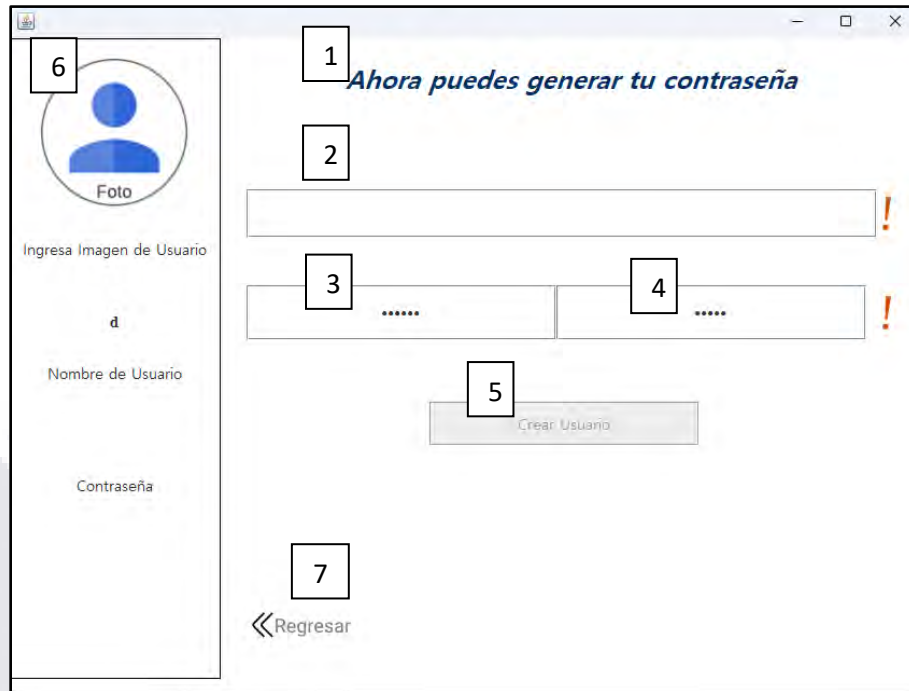 6
Foto
Ingresa Imagen de Usuario
d
Nombre de Usuario
Contraseña
1
Ahora puedes generar tu contraseña
2
!
3
••••••
4
•••••
!
5
Crear Usuario
7
Regresar